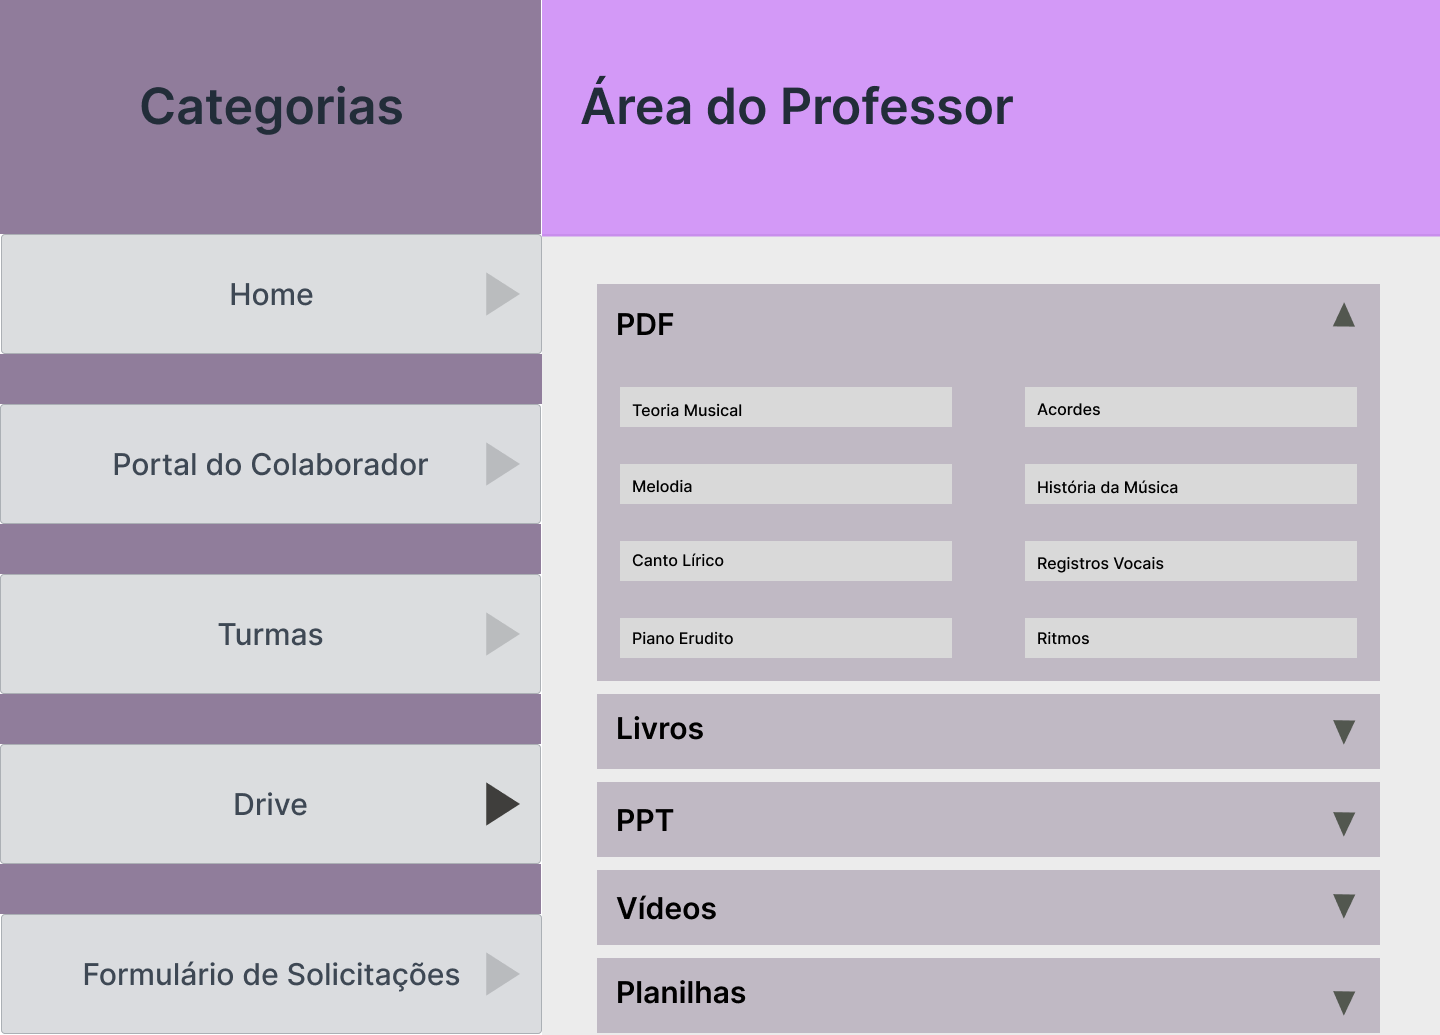 Categorias
Home
Portal do Colaborador
Turmas
Drive
Formulário de Solicitações
Área do Professor
PDF
Teoria Musical
Acordes
Melodia
História da Música
Canto Lírico
Registros Vocais
Piano Erudito
Ritmos
Livros
PPT
Vídeos
Planilhas